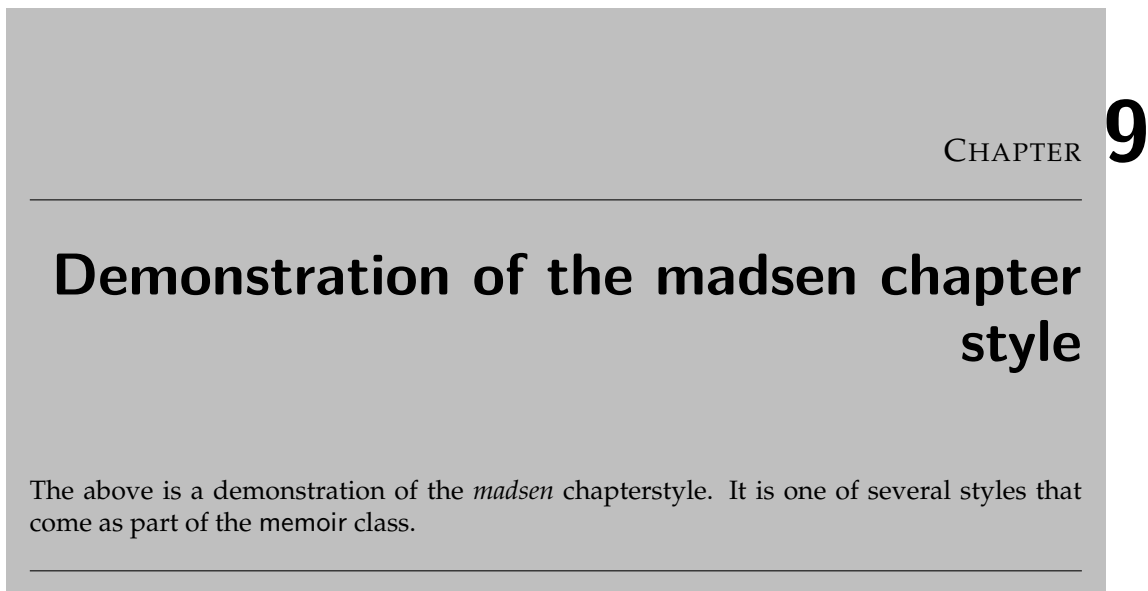 CHAPTER 9
Demonstration of the madsen chapter
style
The above is a demonstration of the madsen chapterstyle. It is one of several styles that
come as part of the memoir class.